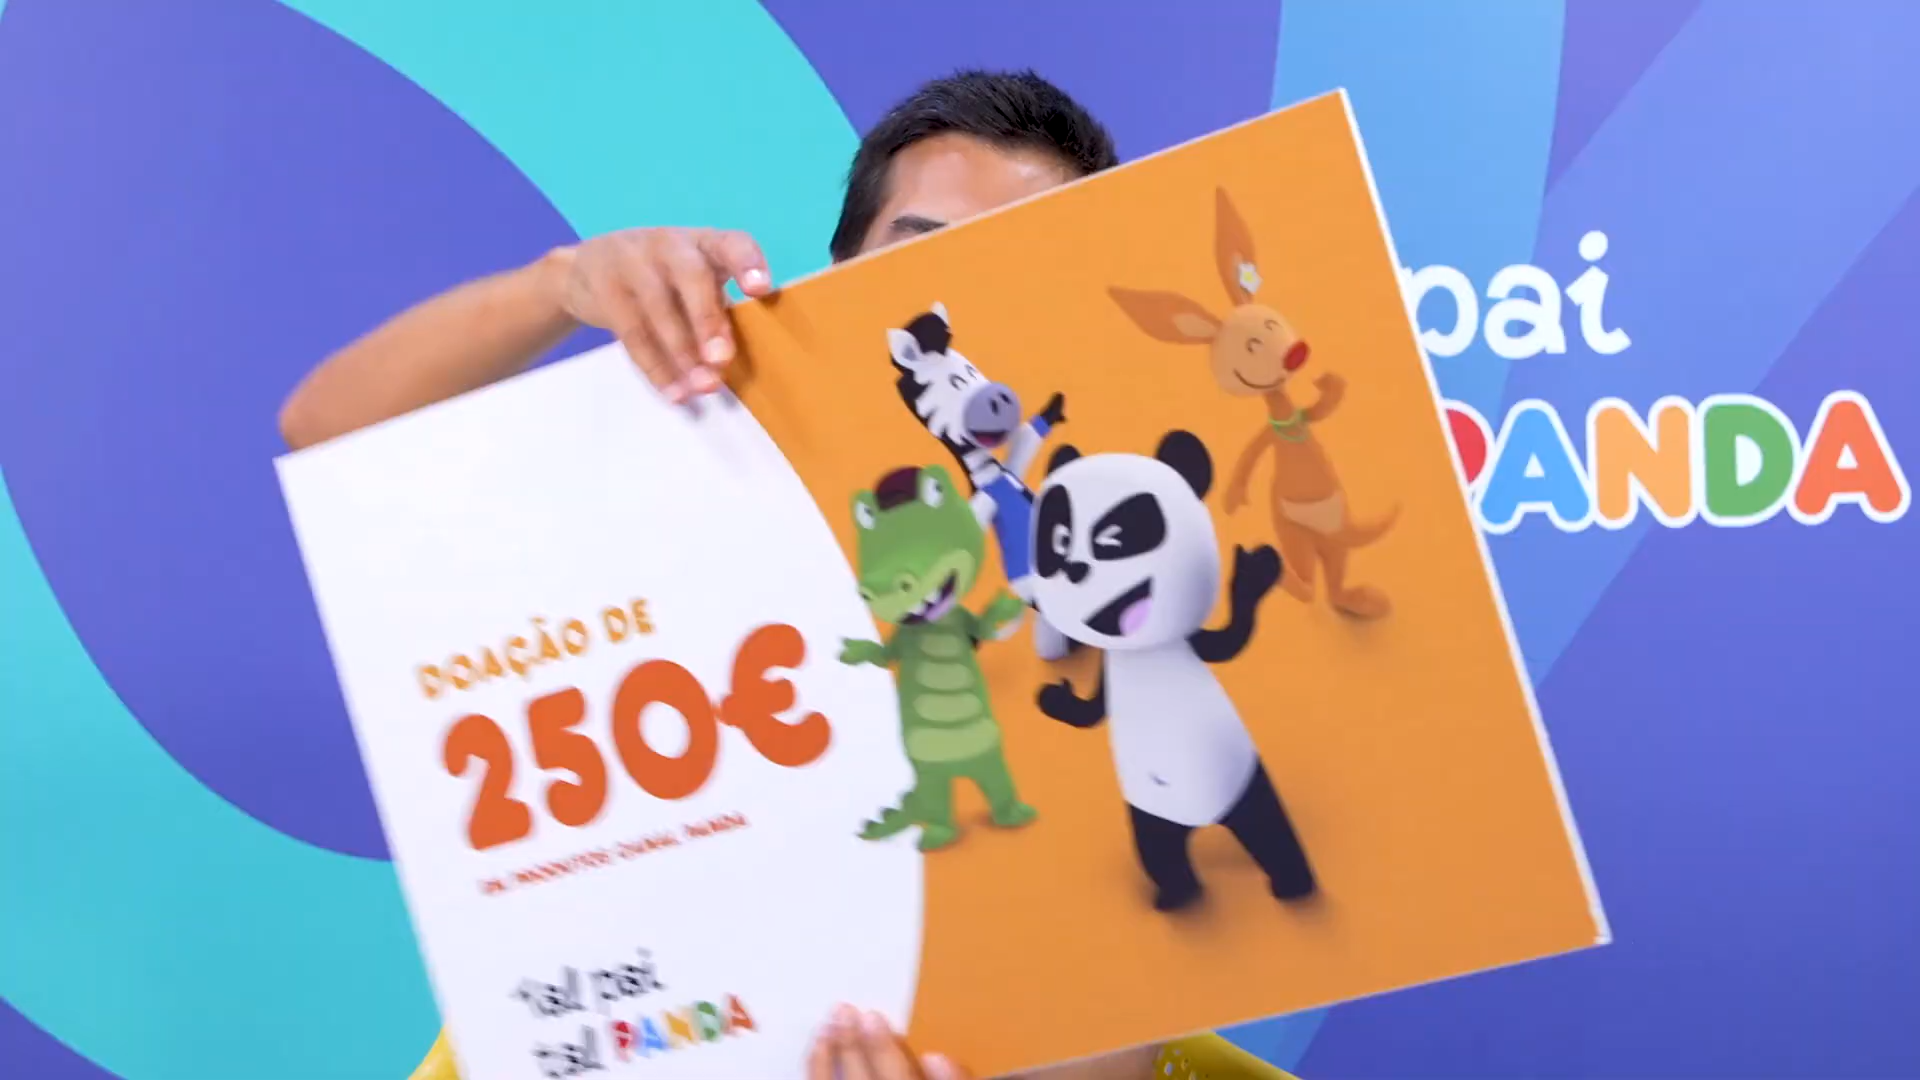 DOAÇÃO DE
250€
tal pai
tal PANDA
pai
PANDA